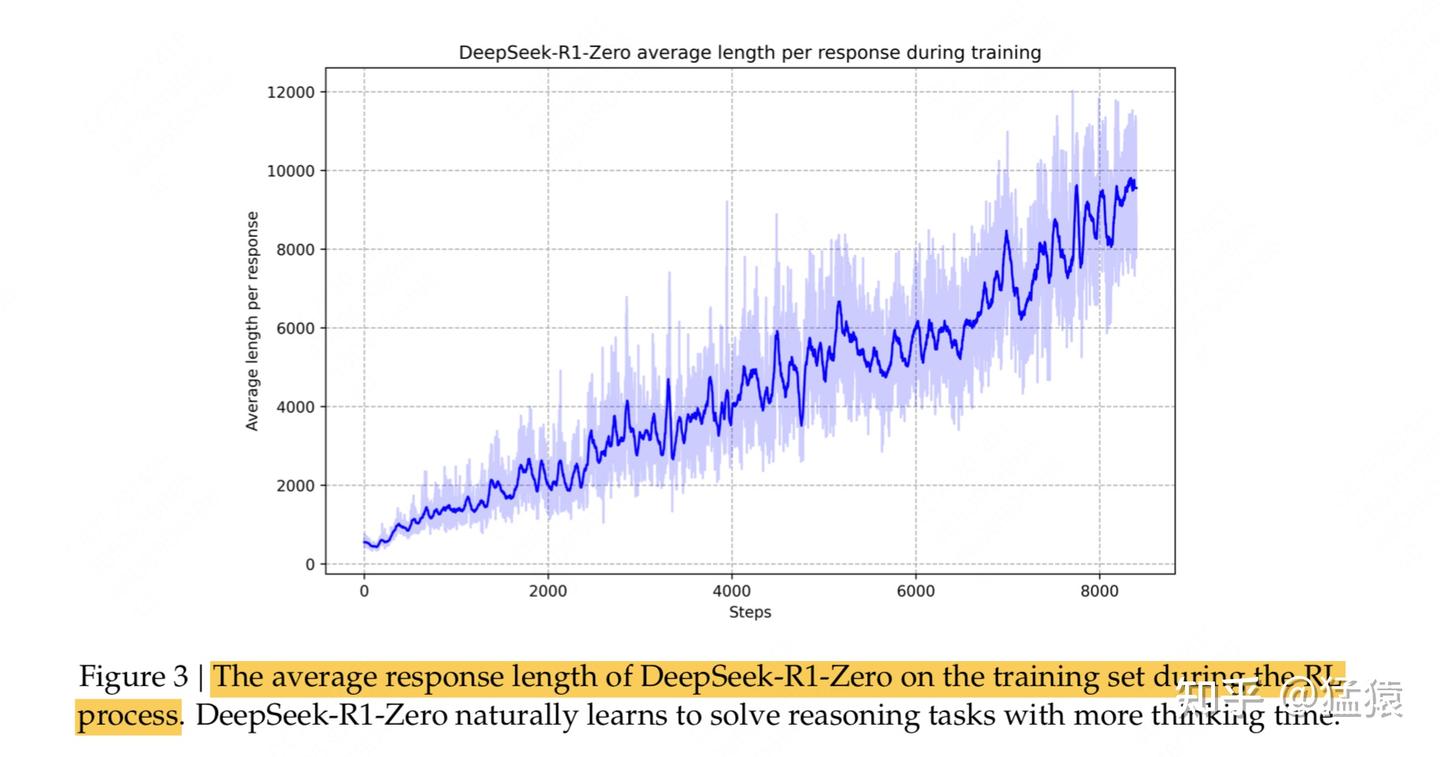 DeepSeek-R1-Zero average length per response during training
12000
10000
8000
6000
4000
2000
0
Average length per response
0 2000 4000 6000 8000
Steps
Figure 3 | The average response length of DeepSeek-R1-Zero on the training set during the RL
process. DeepSeek-R1-Zero naturally learns to solve reasoning tasks with more thinking time.
知乎 @猛猿